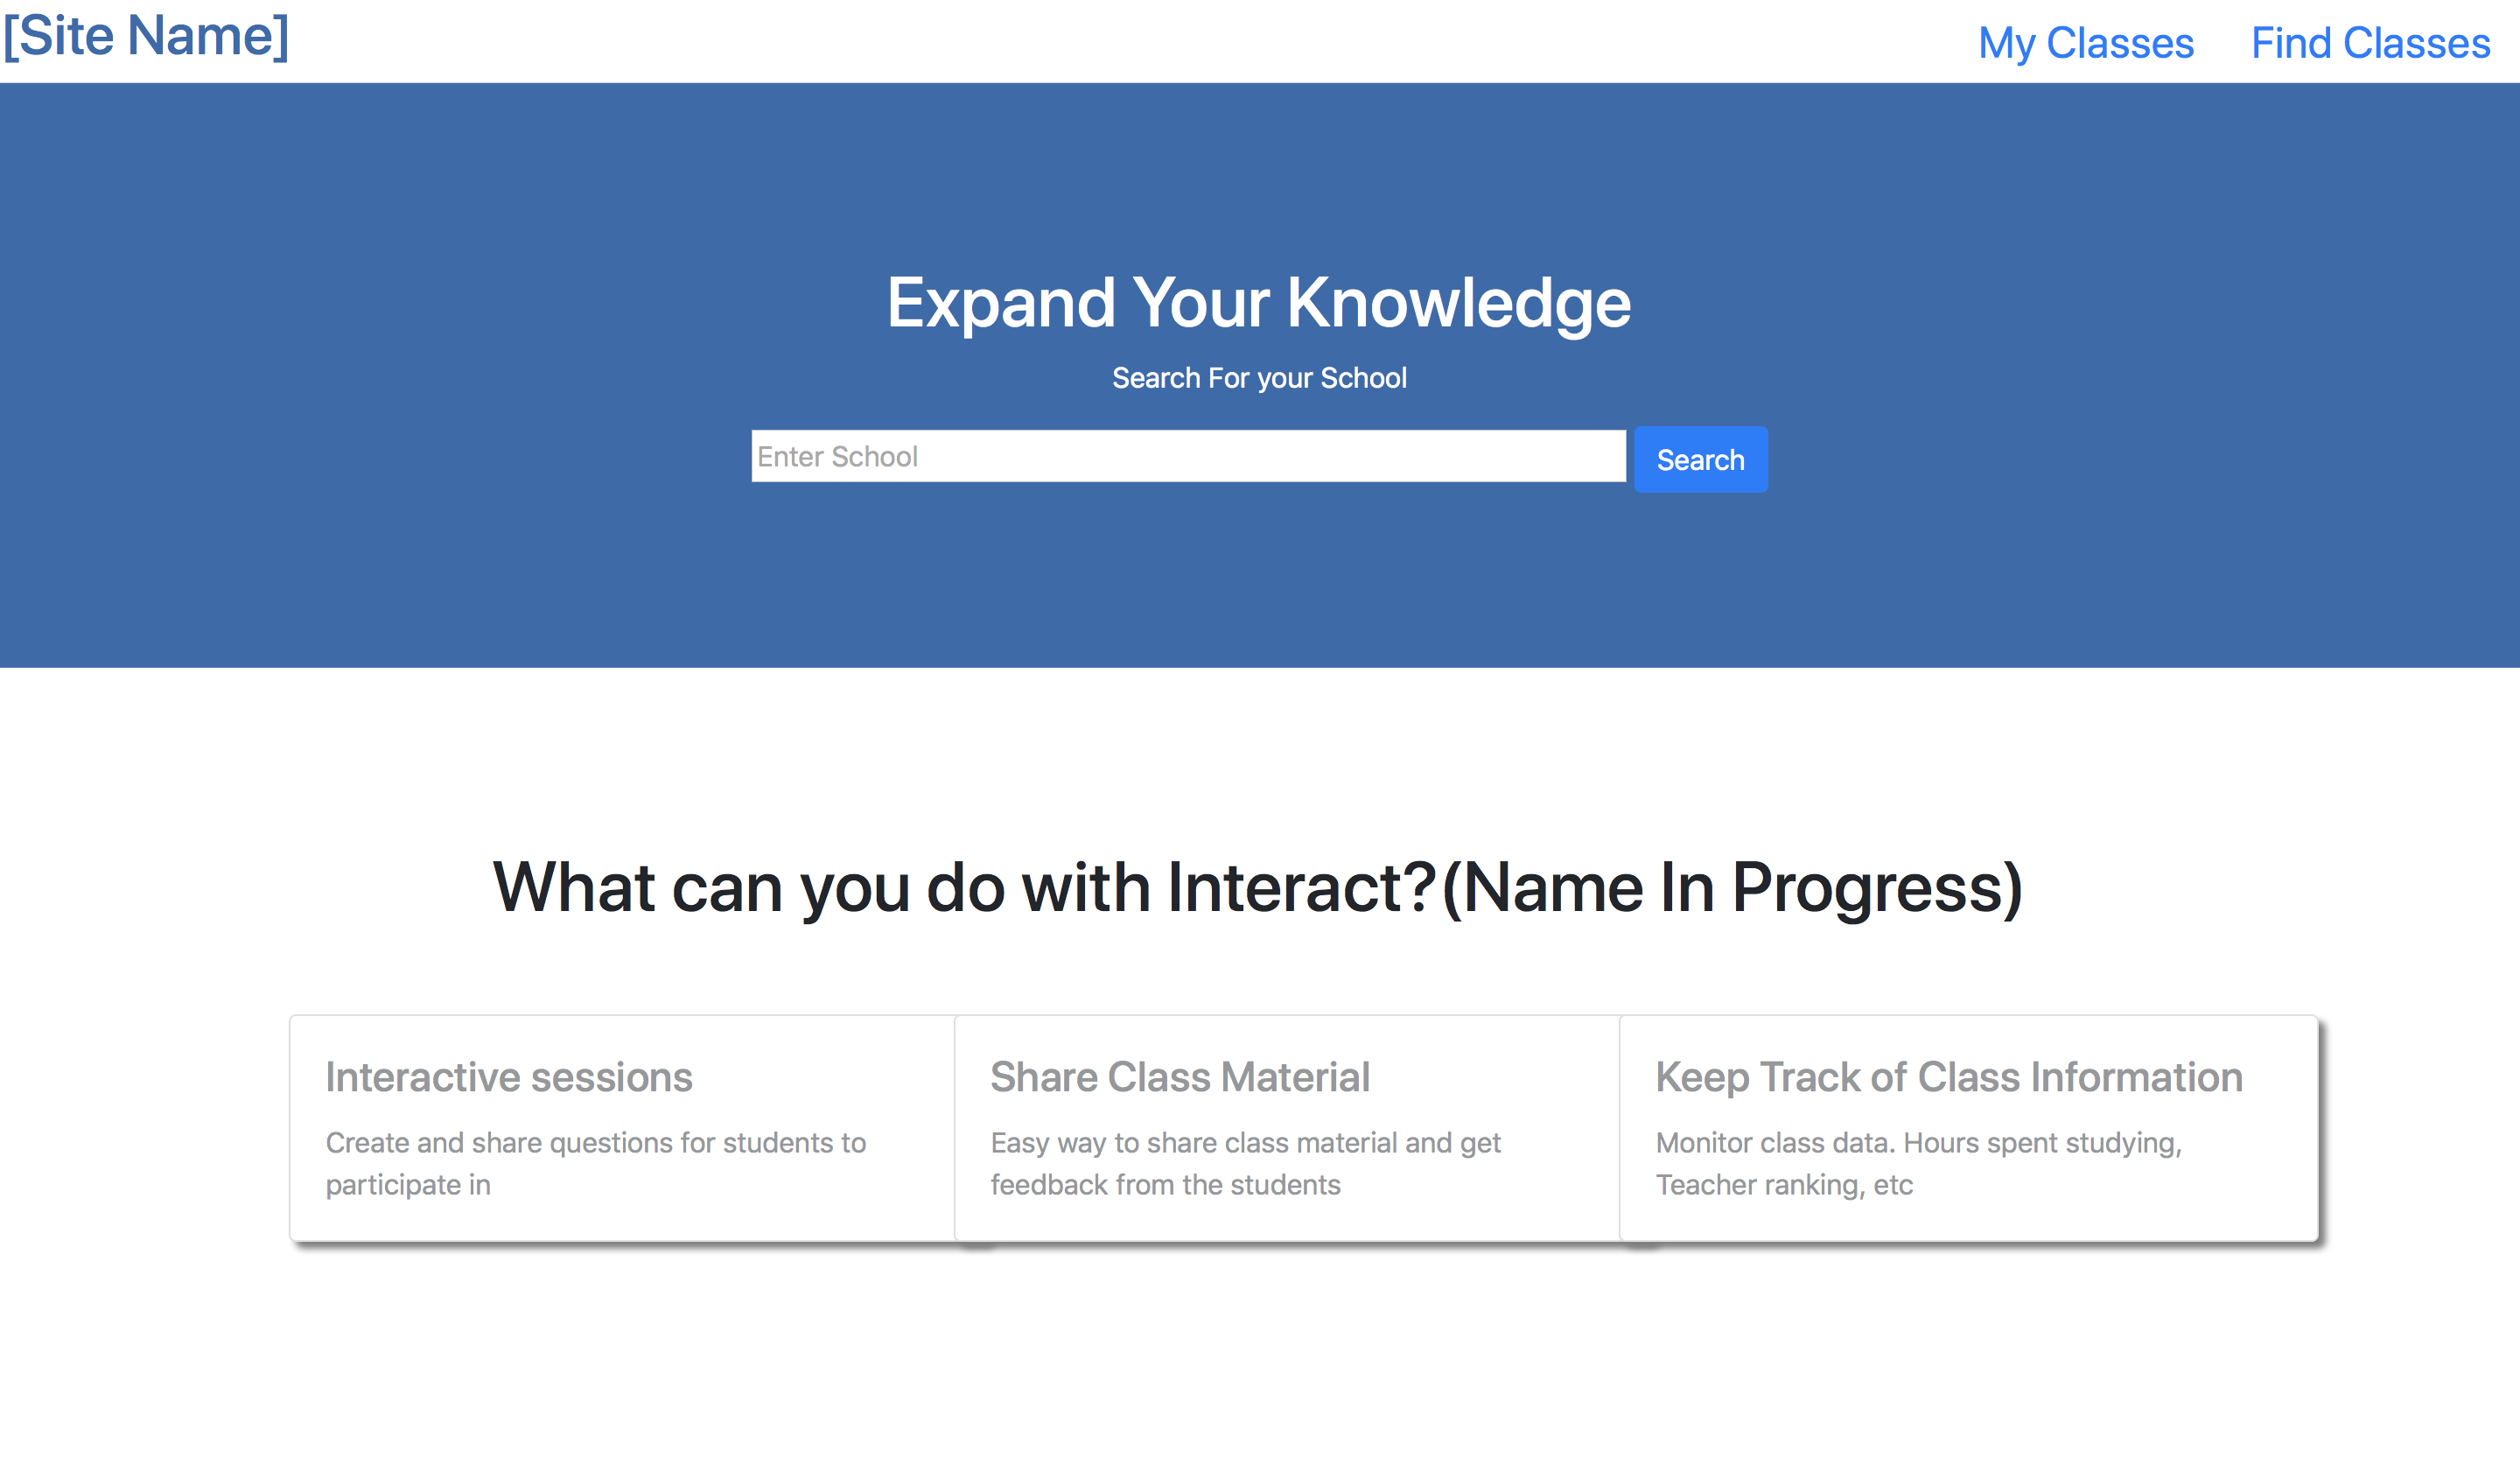 [Site Name]
My Classes
Find Classes
Expand Your Knowledge
Search For your School
Enter School
Search
What can you do with Interact?(Name In Progress)
Interactive sessions
Create and share questions for students to
participate in
Share Class Material
Easy way to share class material and get
feedback from the students
Keep Track of Class Information
Monitor class data. Hours spent studying,
Teacher ranking, etc